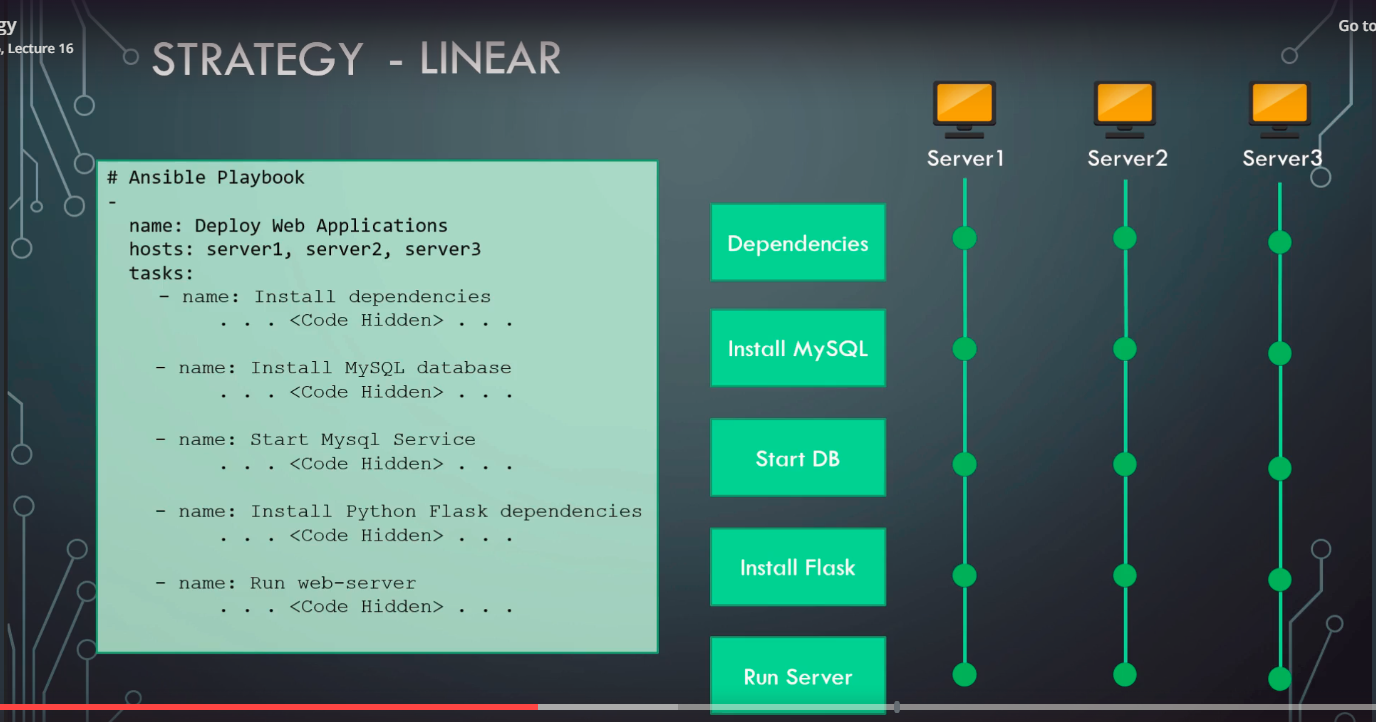 gy
, Lecture 16
Go to
STRATEGY - LINEAR
# Ansible Playbook
-
name: Deploy Web Applications
hosts: server1, server2, server3
tasks:
- name: Install dependencies
. . . <Code Hidden> . . .
- name: Install MySQL database
. . . <Code Hidden> . . .
- name: Start Mysql Service
. . . <Code Hidden> . . .
- name: Install Python Flask dependencies
. . . <Code Hidden> . . .
- name: Run web-server
. . . <Code Hidden> . . .
Dependencies
Install MySQL
Start DB
Install Flask
Run Server
Server1
Server2
Server3